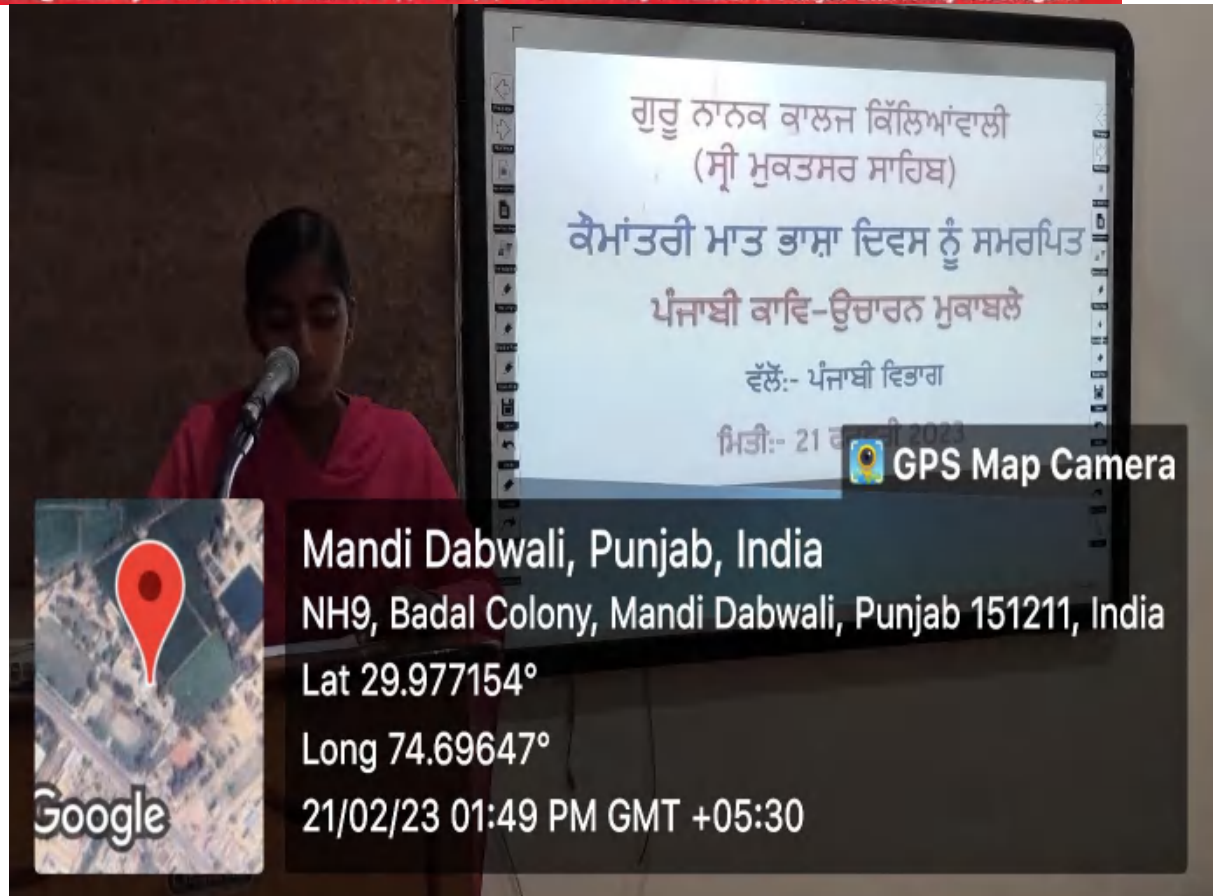 ਗੁਰੂ ਨਾਨਕ ਕਾਲਜ ਕਿੱਲਿਆਂਵਾਲੀ
(ਸ੍ਰੀ ਮੁਕਤਸਰ ਸਾਹਿਬ)
ਕੌਮਾਂਤਰੀ ਮਾਤ ਭਾਸ਼ਾ ਦਿਵਸ ਨੂੰ ਸਮਰਪਿਤ
ਪੰਜਾਬੀ ਕਾਵਿ-ਉਚਾਰਨ ਮੁਕਾਬਲੇ
ਵੱਲੋਂ:- ਪੰਜਾਬੀ ਵਿਭਾਗ
ਮਿਤੀ:- 21 2023
GPS Map Camera
Mandi Dabwali, Punjab, India
NH9, Badal Colony, Mandi Dabwali, Punjab 151211, India
Lat 29.977154°
Long 74.69647°
21/02/23 01:49 PM GMT +05:30
Google